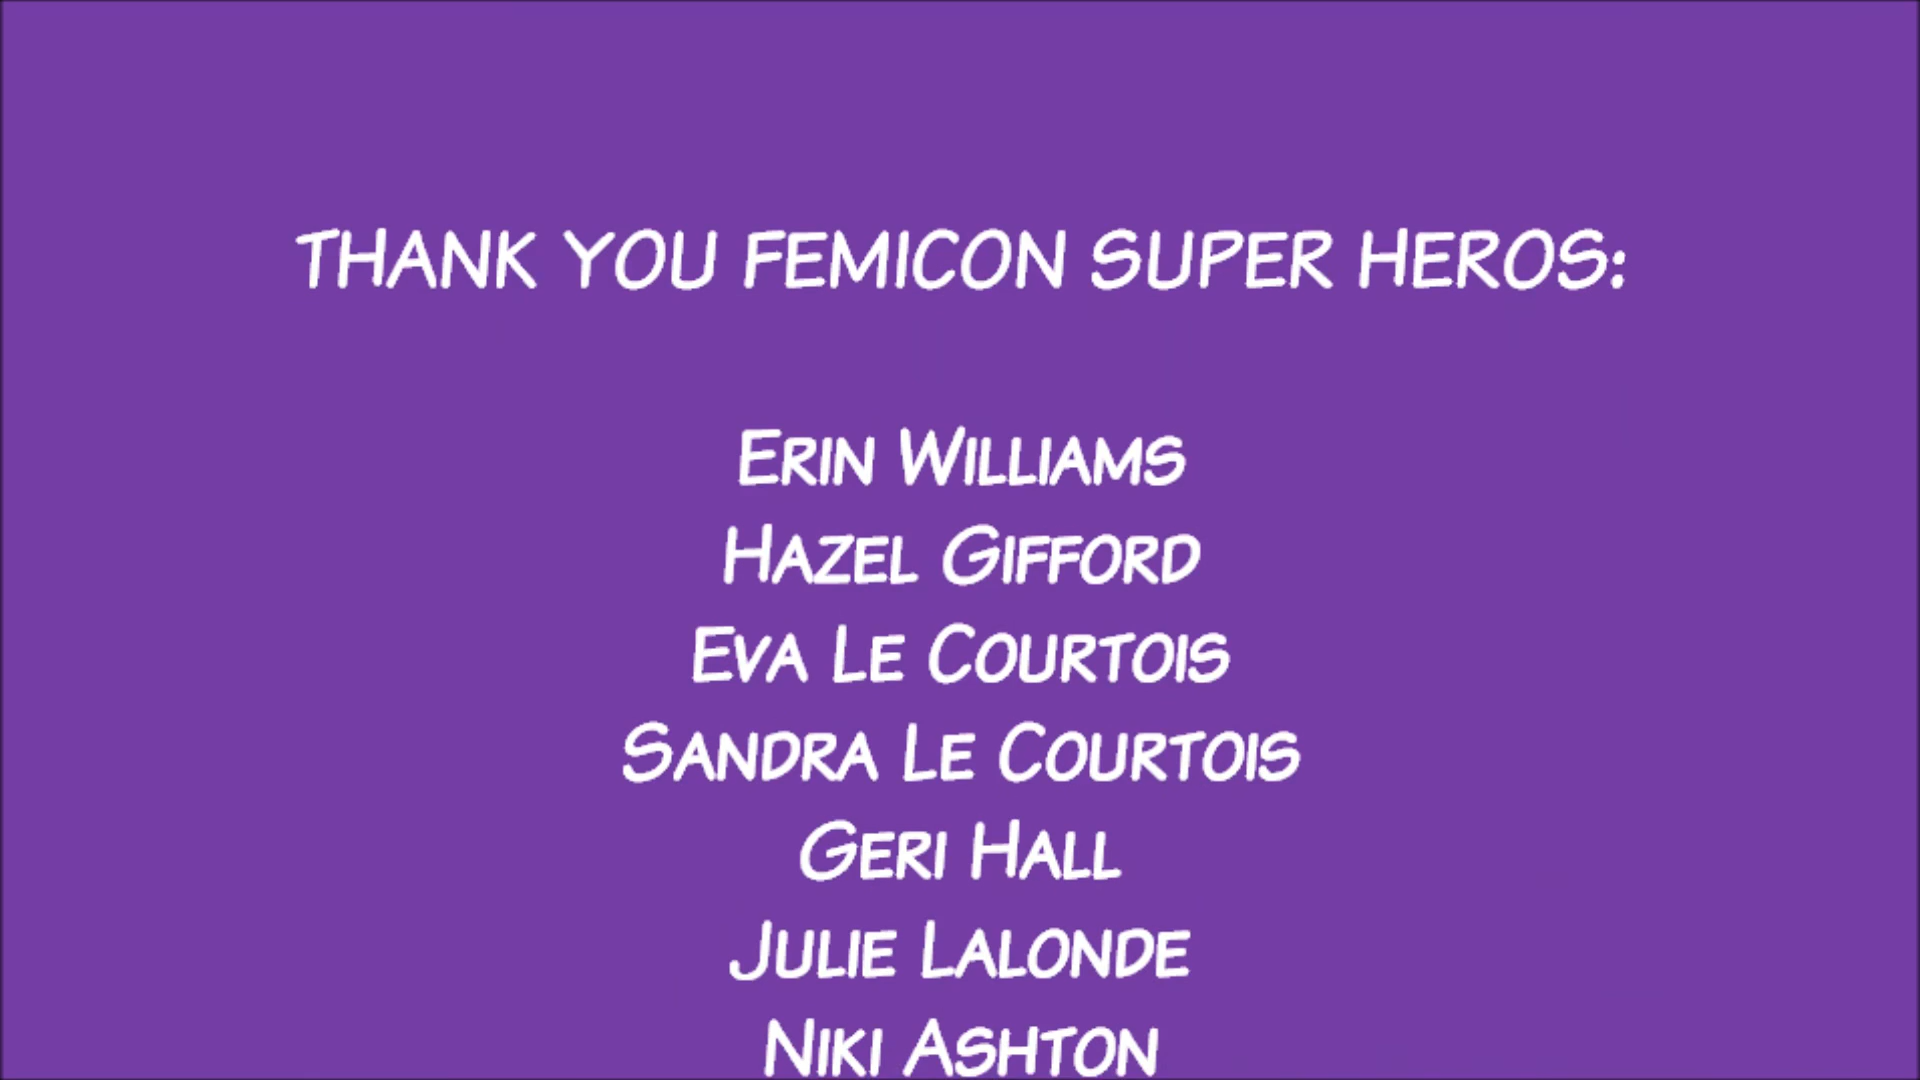 THANK YOU FEMICON SUPER HEROS:
ERIN WILLIAMS
HAZEL GIFFORD
EVA LE COURTOIS
SANDRA LE COURTOIS
GERI HALL
JULIE LALONDE
NIKI ASHTON